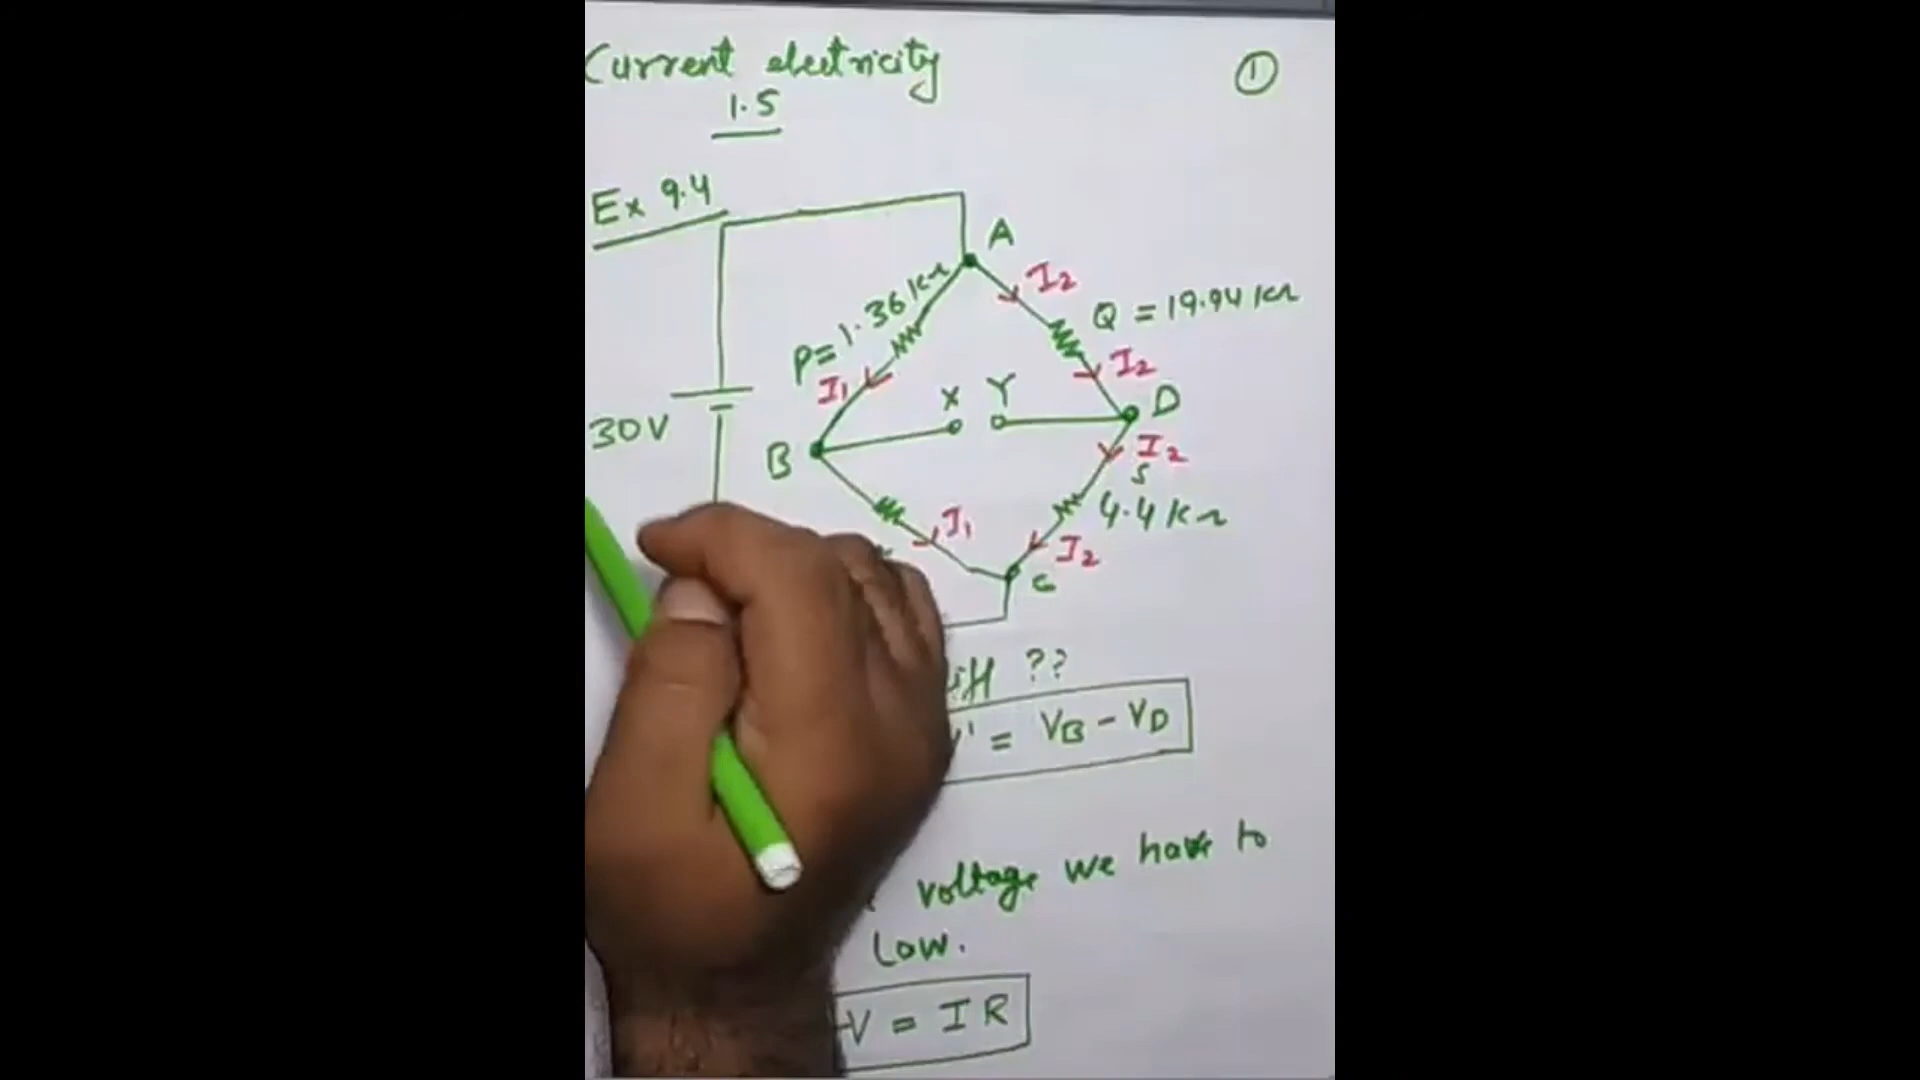 Current electricity
①
1.5
Ex 9.4
A
I₂
P = 1.36 KΩ
Q = 19.94 KΩ
I₁
I₂
X Y
D
30V
B
I₂
S
4.4 KΩ
I₁
I₂
C
??
= VB - VD
voltage we have to
Low.
V = IR